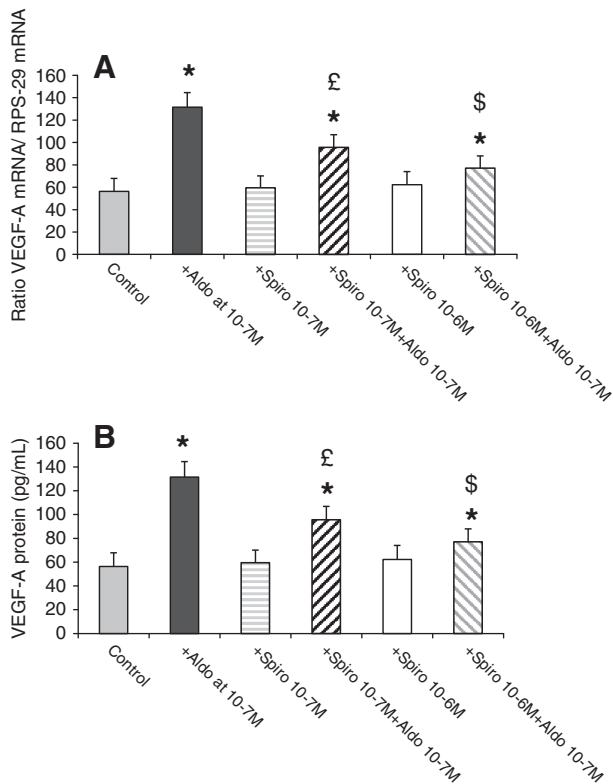 A
Ratio VEGF-A mRNA/ RPS-29 mRNA
160
140
120
100
80
60
40
20
0
*
£
*
$
*
Control
+Aldo at 10-7M
+Spiro 10-7M
+Spiro 10-7M+Aldo 10-7M
+Spiro 10-6M
+Spiro 10-6M+Aldo 10-7M
B
VEGF-A protein (pg/mL)
160
140
120
100
80
60
40
20
0
*
£
*
$
*
Control
+Aldo at 10-7M
+Spiro 10-7M
+Spiro 10-7M+Aldo 10-7M
+Spiro 10-6M
+Spiro 10-6M+Aldo 10-7M